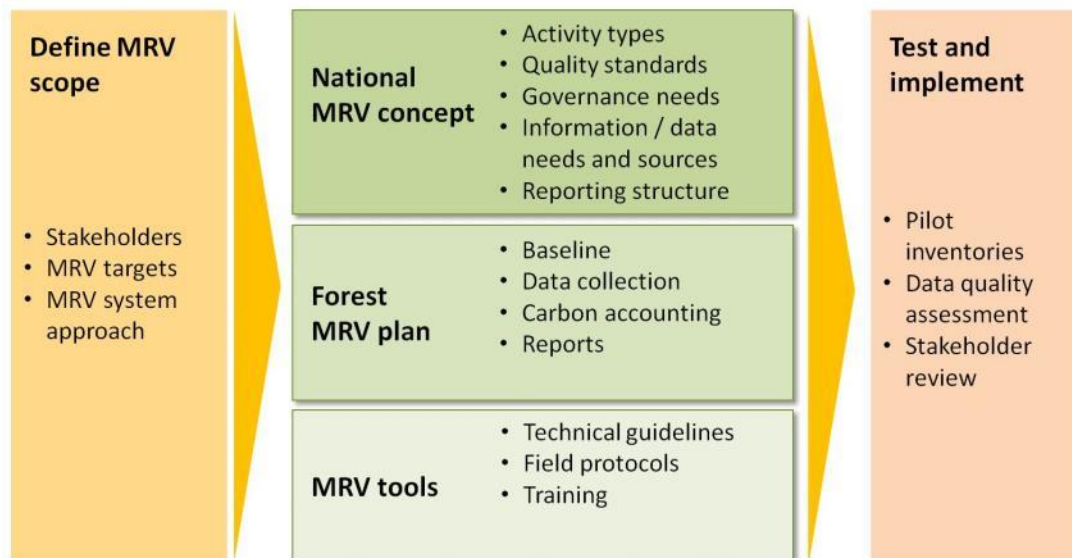 Define MRV
scope
• Stakeholders
• MRV targets
• MRV system
approach
National
MRV concept
• Activity types
• Quality standards
• Governance needs
• Information / data
needs and sources
• Reporting structure
Forest
MRV plan
• Baseline
• Data collection
• Carbon accounting
• Reports
MRV tools
• Technical guidelines
• Field protocols
• Training
Test and
implement
• Pilot
inventories
• Data quality
assessment
• Stakeholder
review